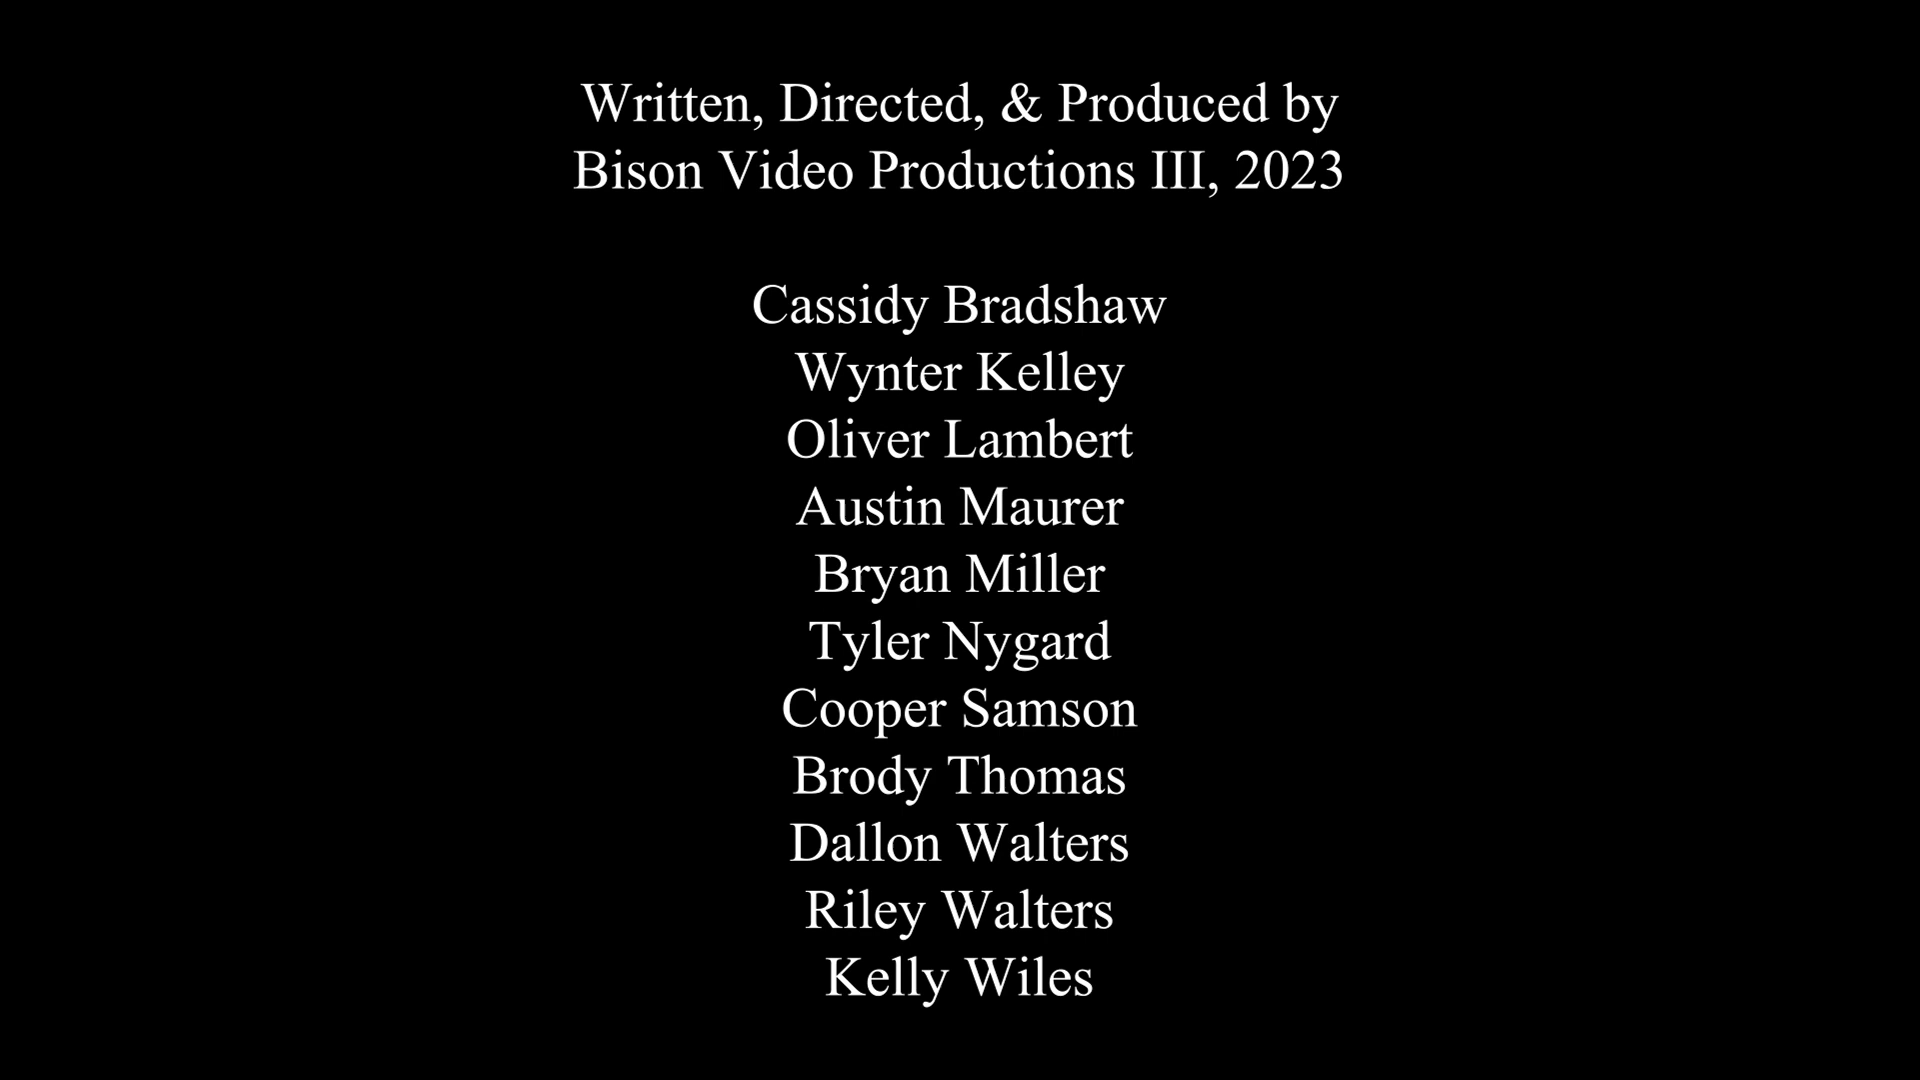 Written, Directed, & Produced by
Bison Video Productions III, 2023
Cassidy Bradshaw
Wynter Kelley
Oliver Lambert
Austin Maurer
Bryan Miller
Tyler Nygard
Cooper Samson
Brody Thomas
Dallon Walters
Riley Walters
Kelly Wiles